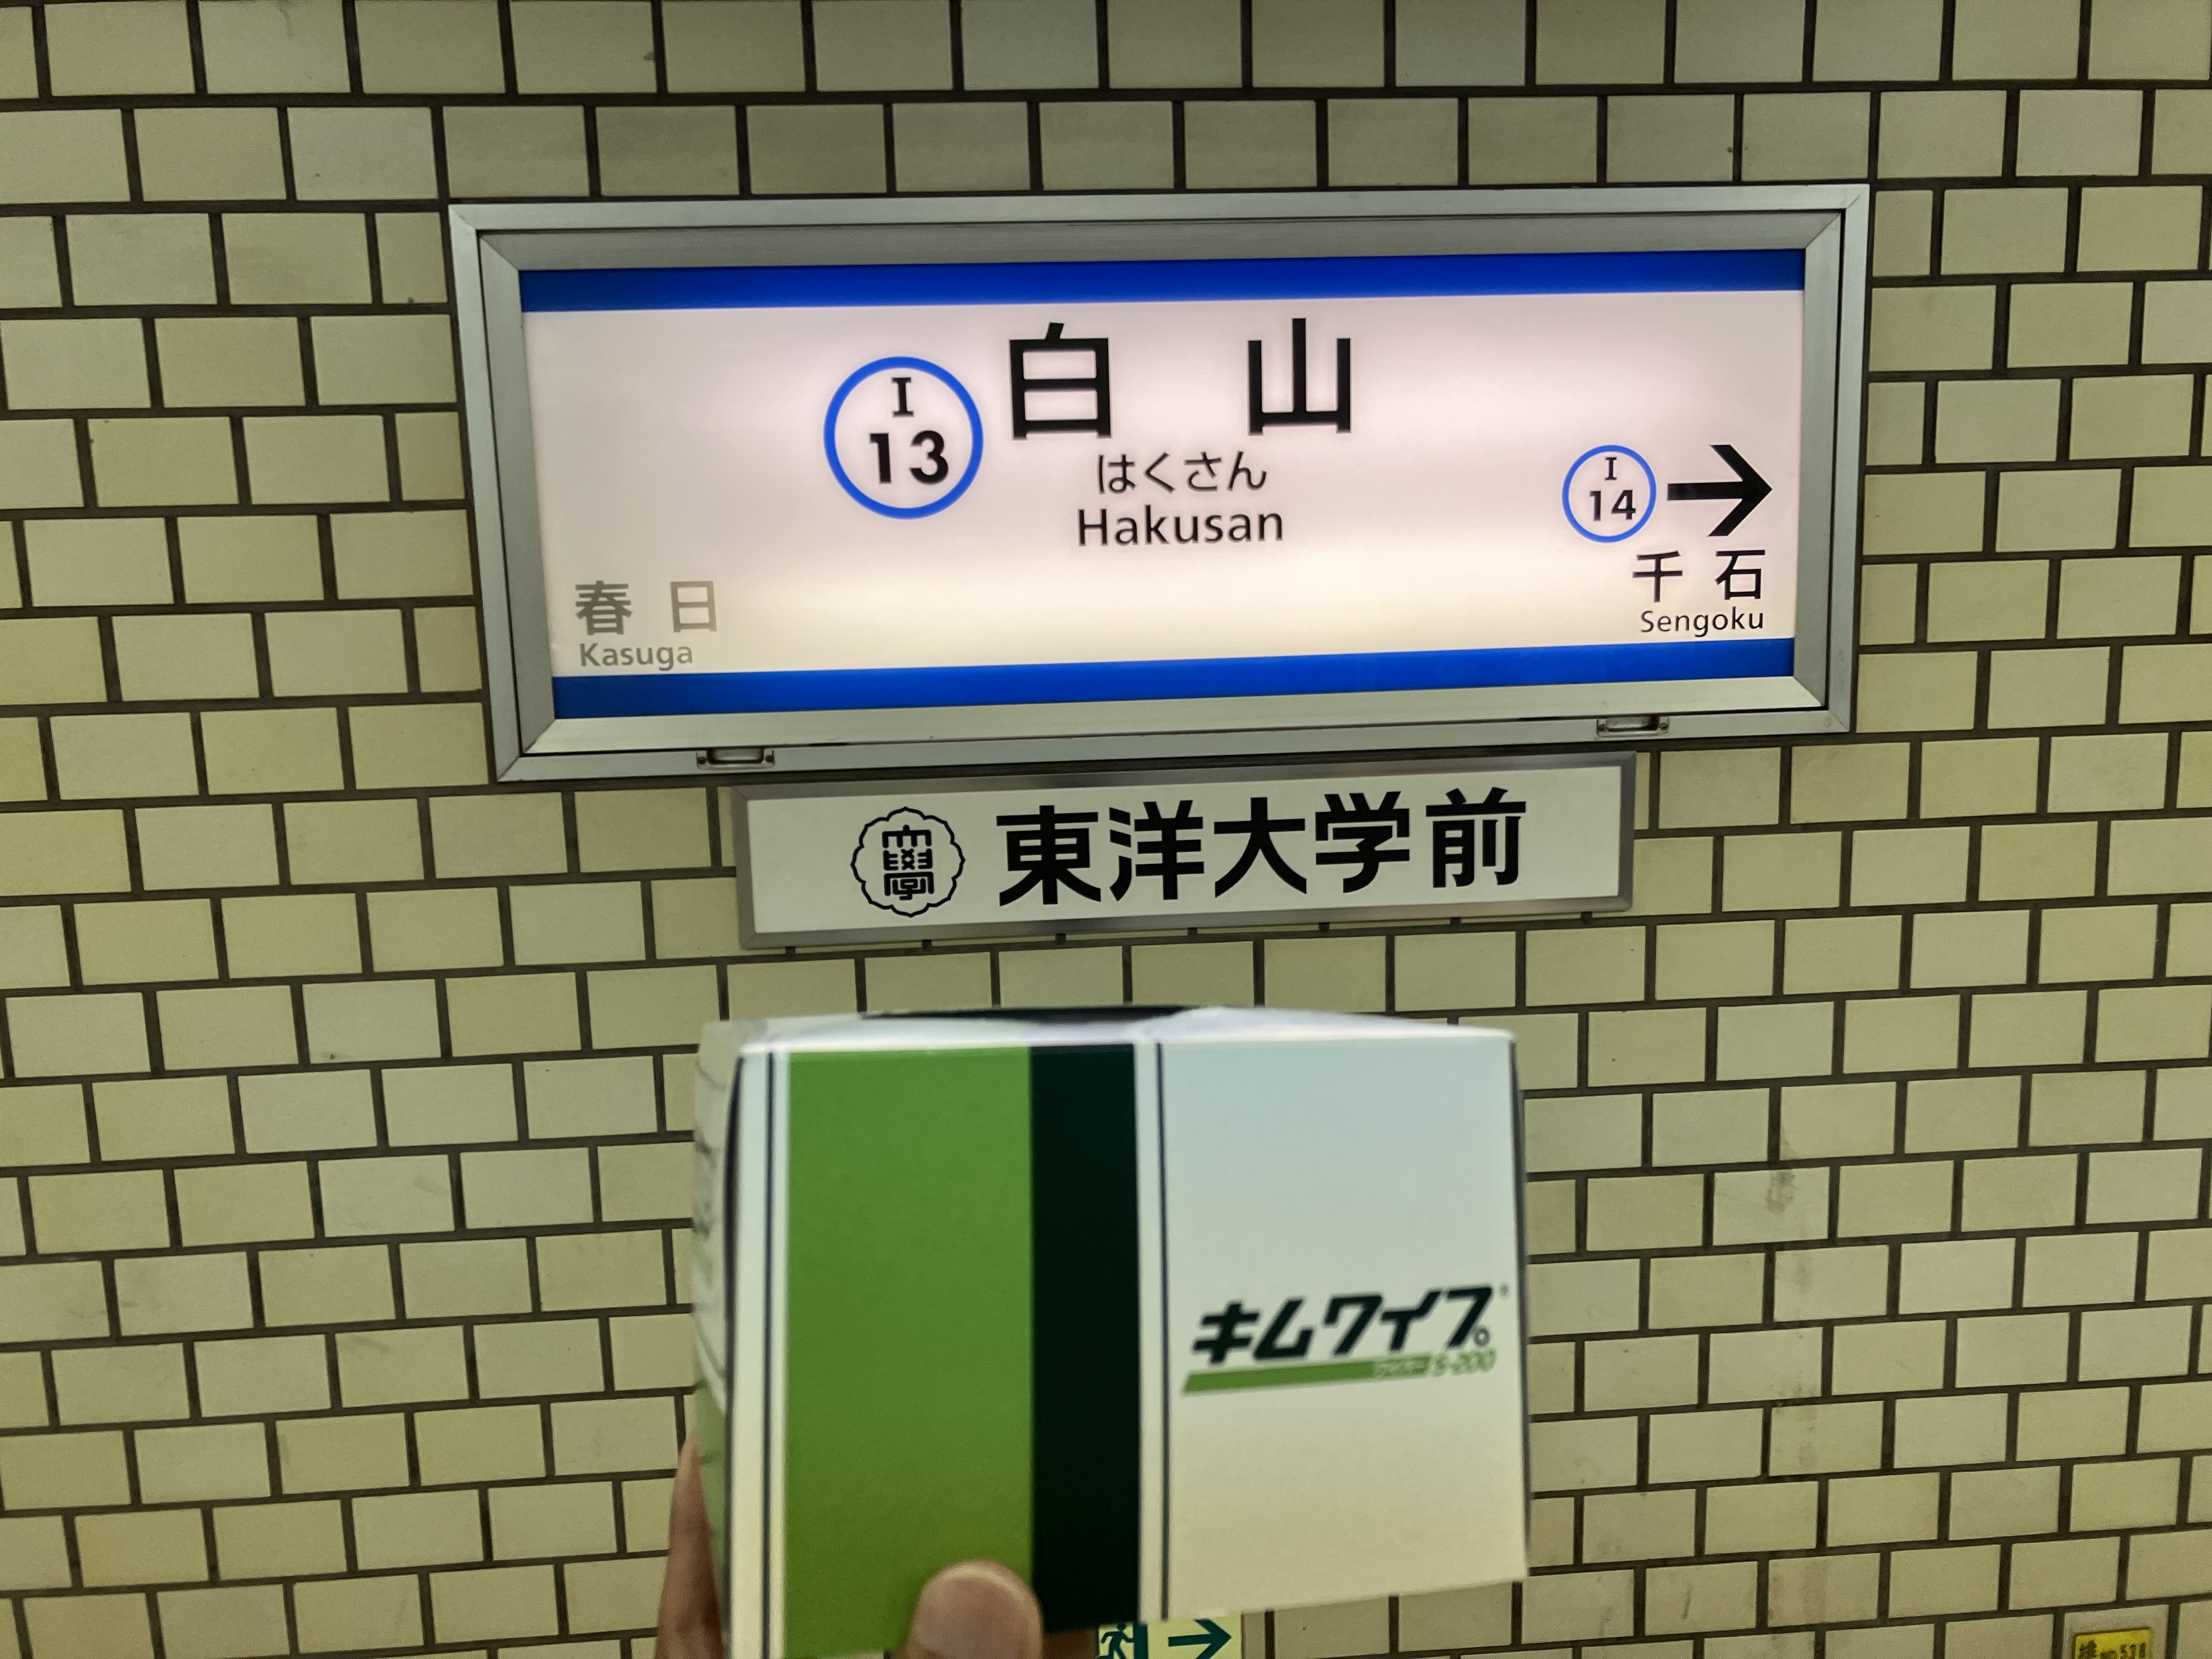 I
13
白山
はくさん
Hakusan
I
14
千石
Sengoku
春日
Kasuga
東洋大学前
キムワイプ®
S-200